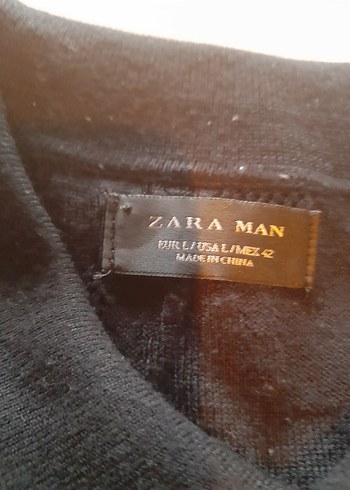 ZARA MAN
EUR L / USA L / MEX 42
MADE IN CHINA